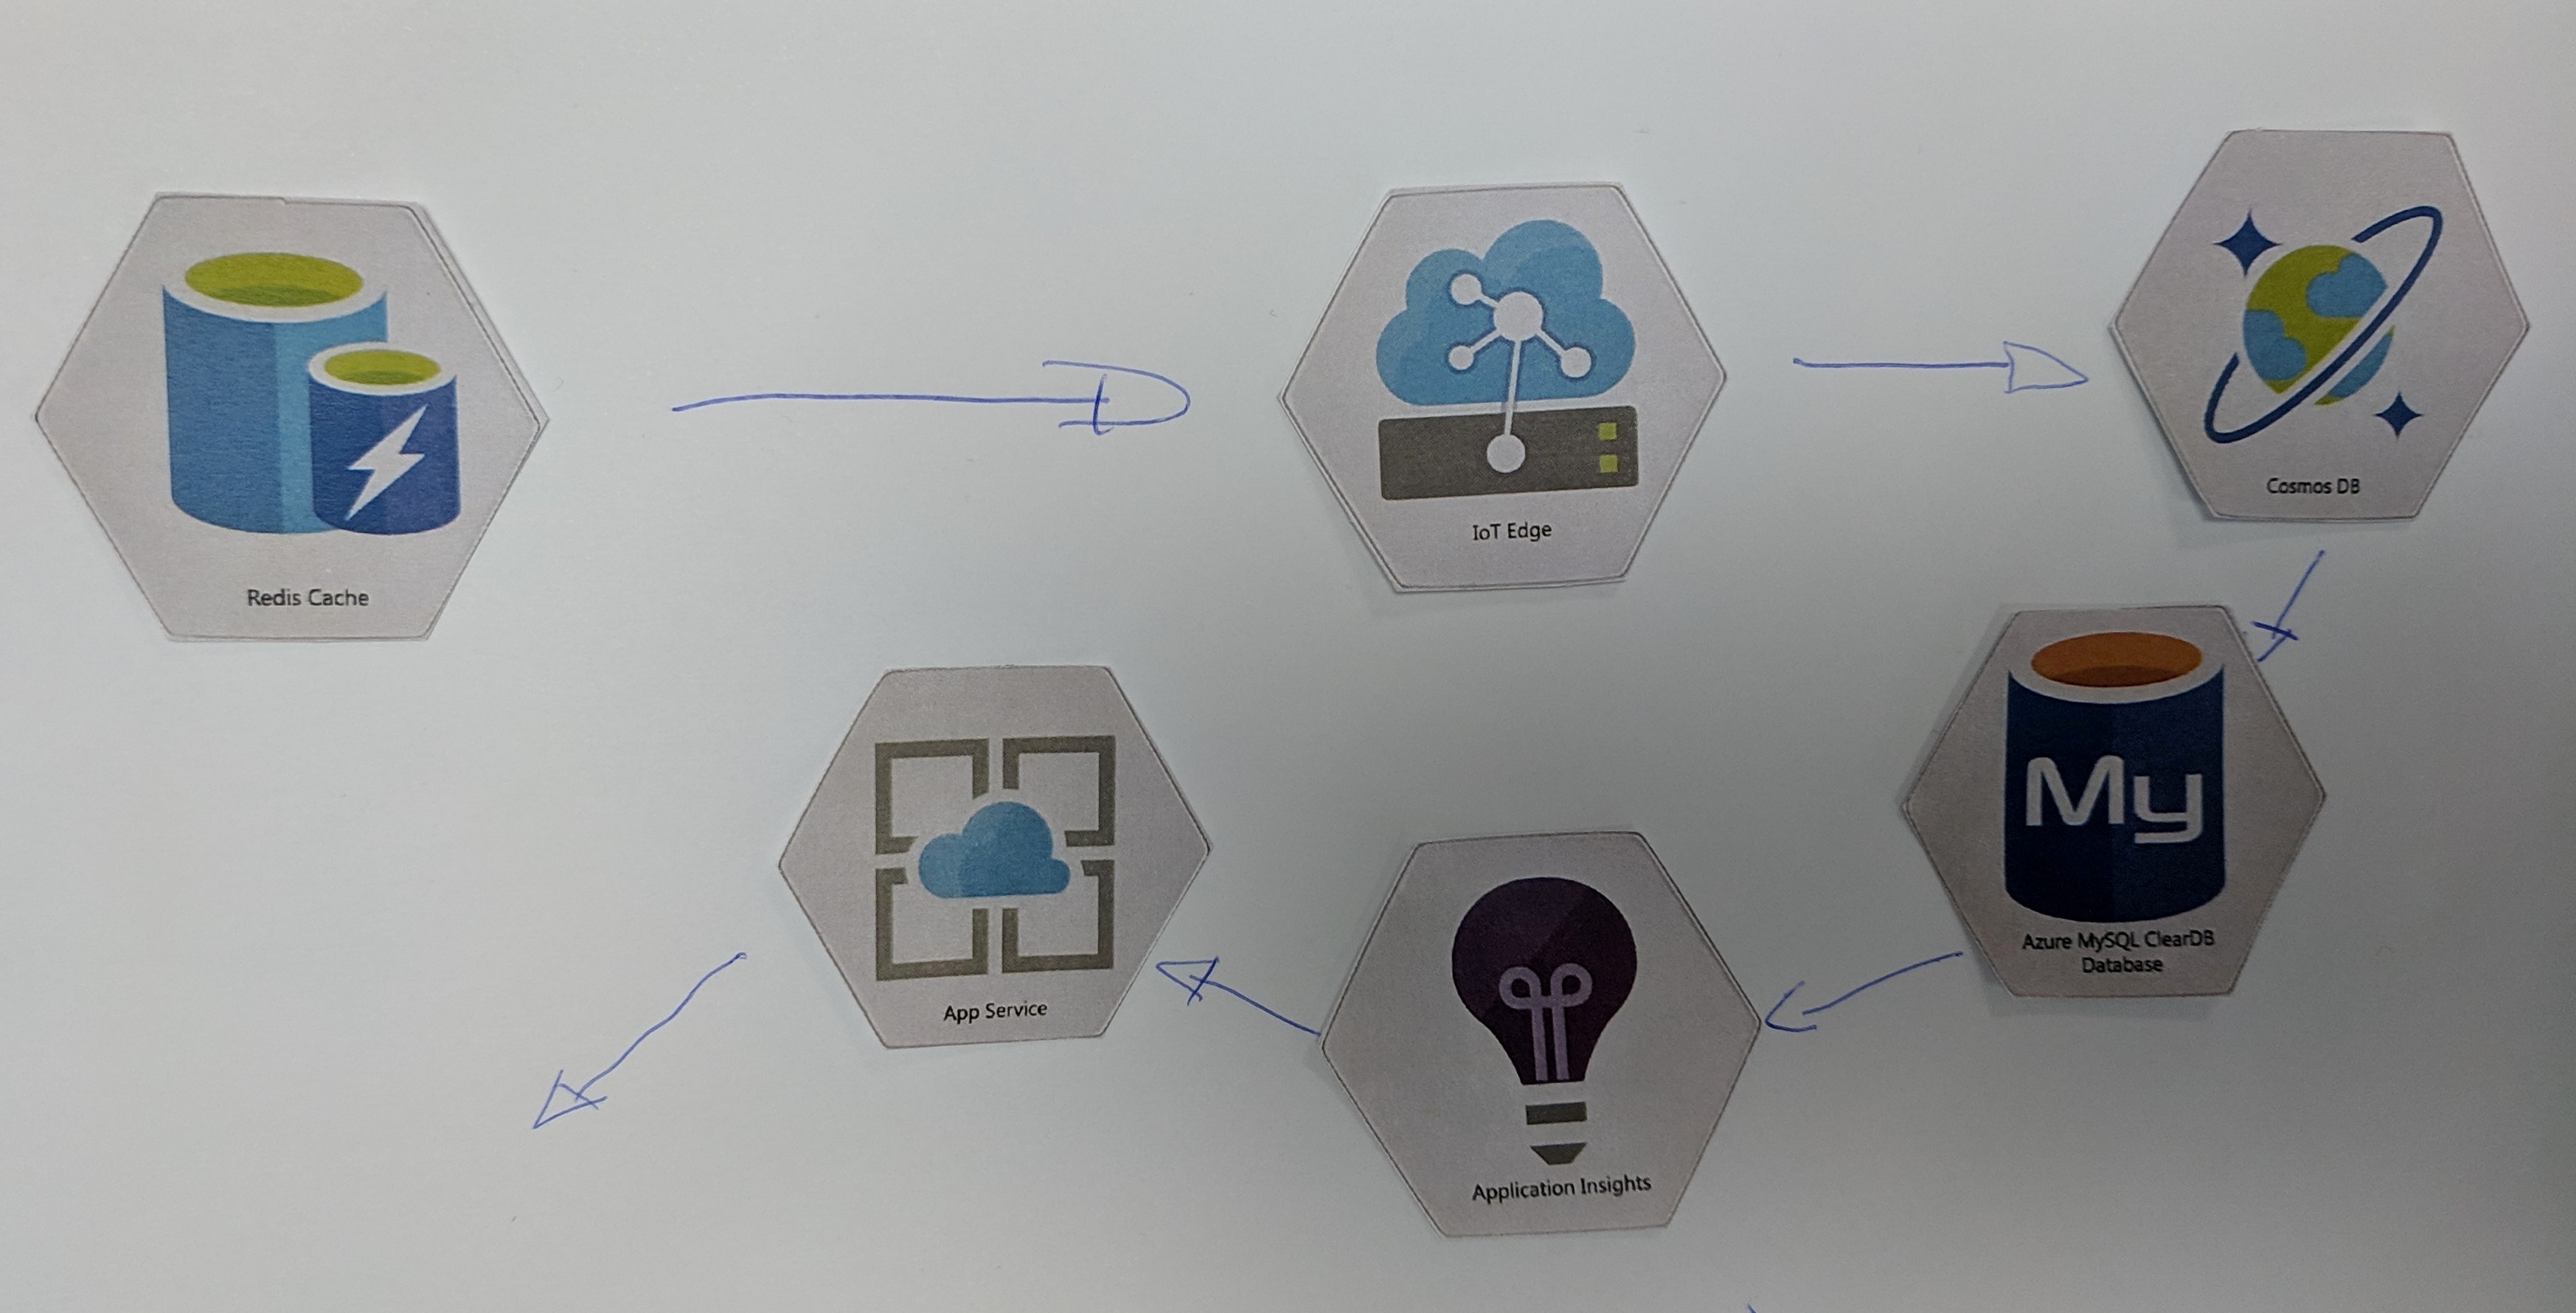 Redis Cache
IoT Edge
Cosmos DB
My
Azure MySQL ClearDB
Database
App Service
Application Insights